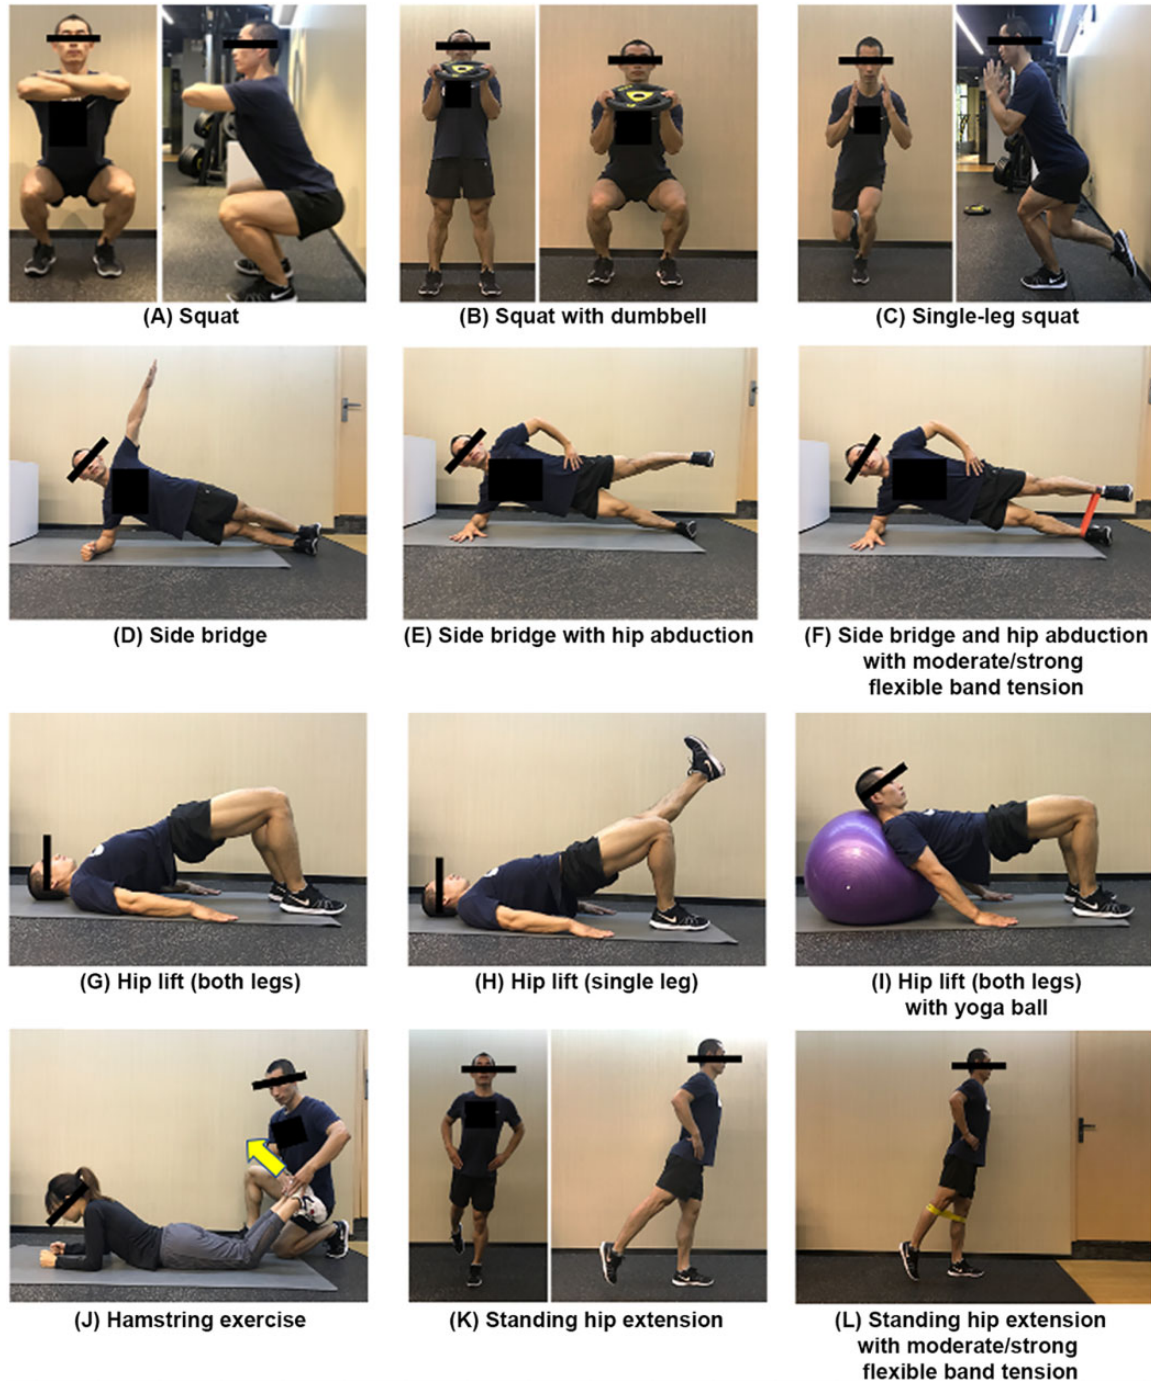 (A) Squat
(B) Squat with dumbbell
(C) Single-leg squat
(D) Side bridge
(E) Side bridge with hip abduction
(F) Side bridge and hip abduction
with moderate/strong
flexible band tension
(G) Hip lift (both legs)
(H) Hip lift (single leg)
(I) Hip lift (both legs)
with yoga ball
(J) Hamstring exercise
(K) Standing hip extension
(L) Standing hip extension
with moderate/strong
flexible band tension